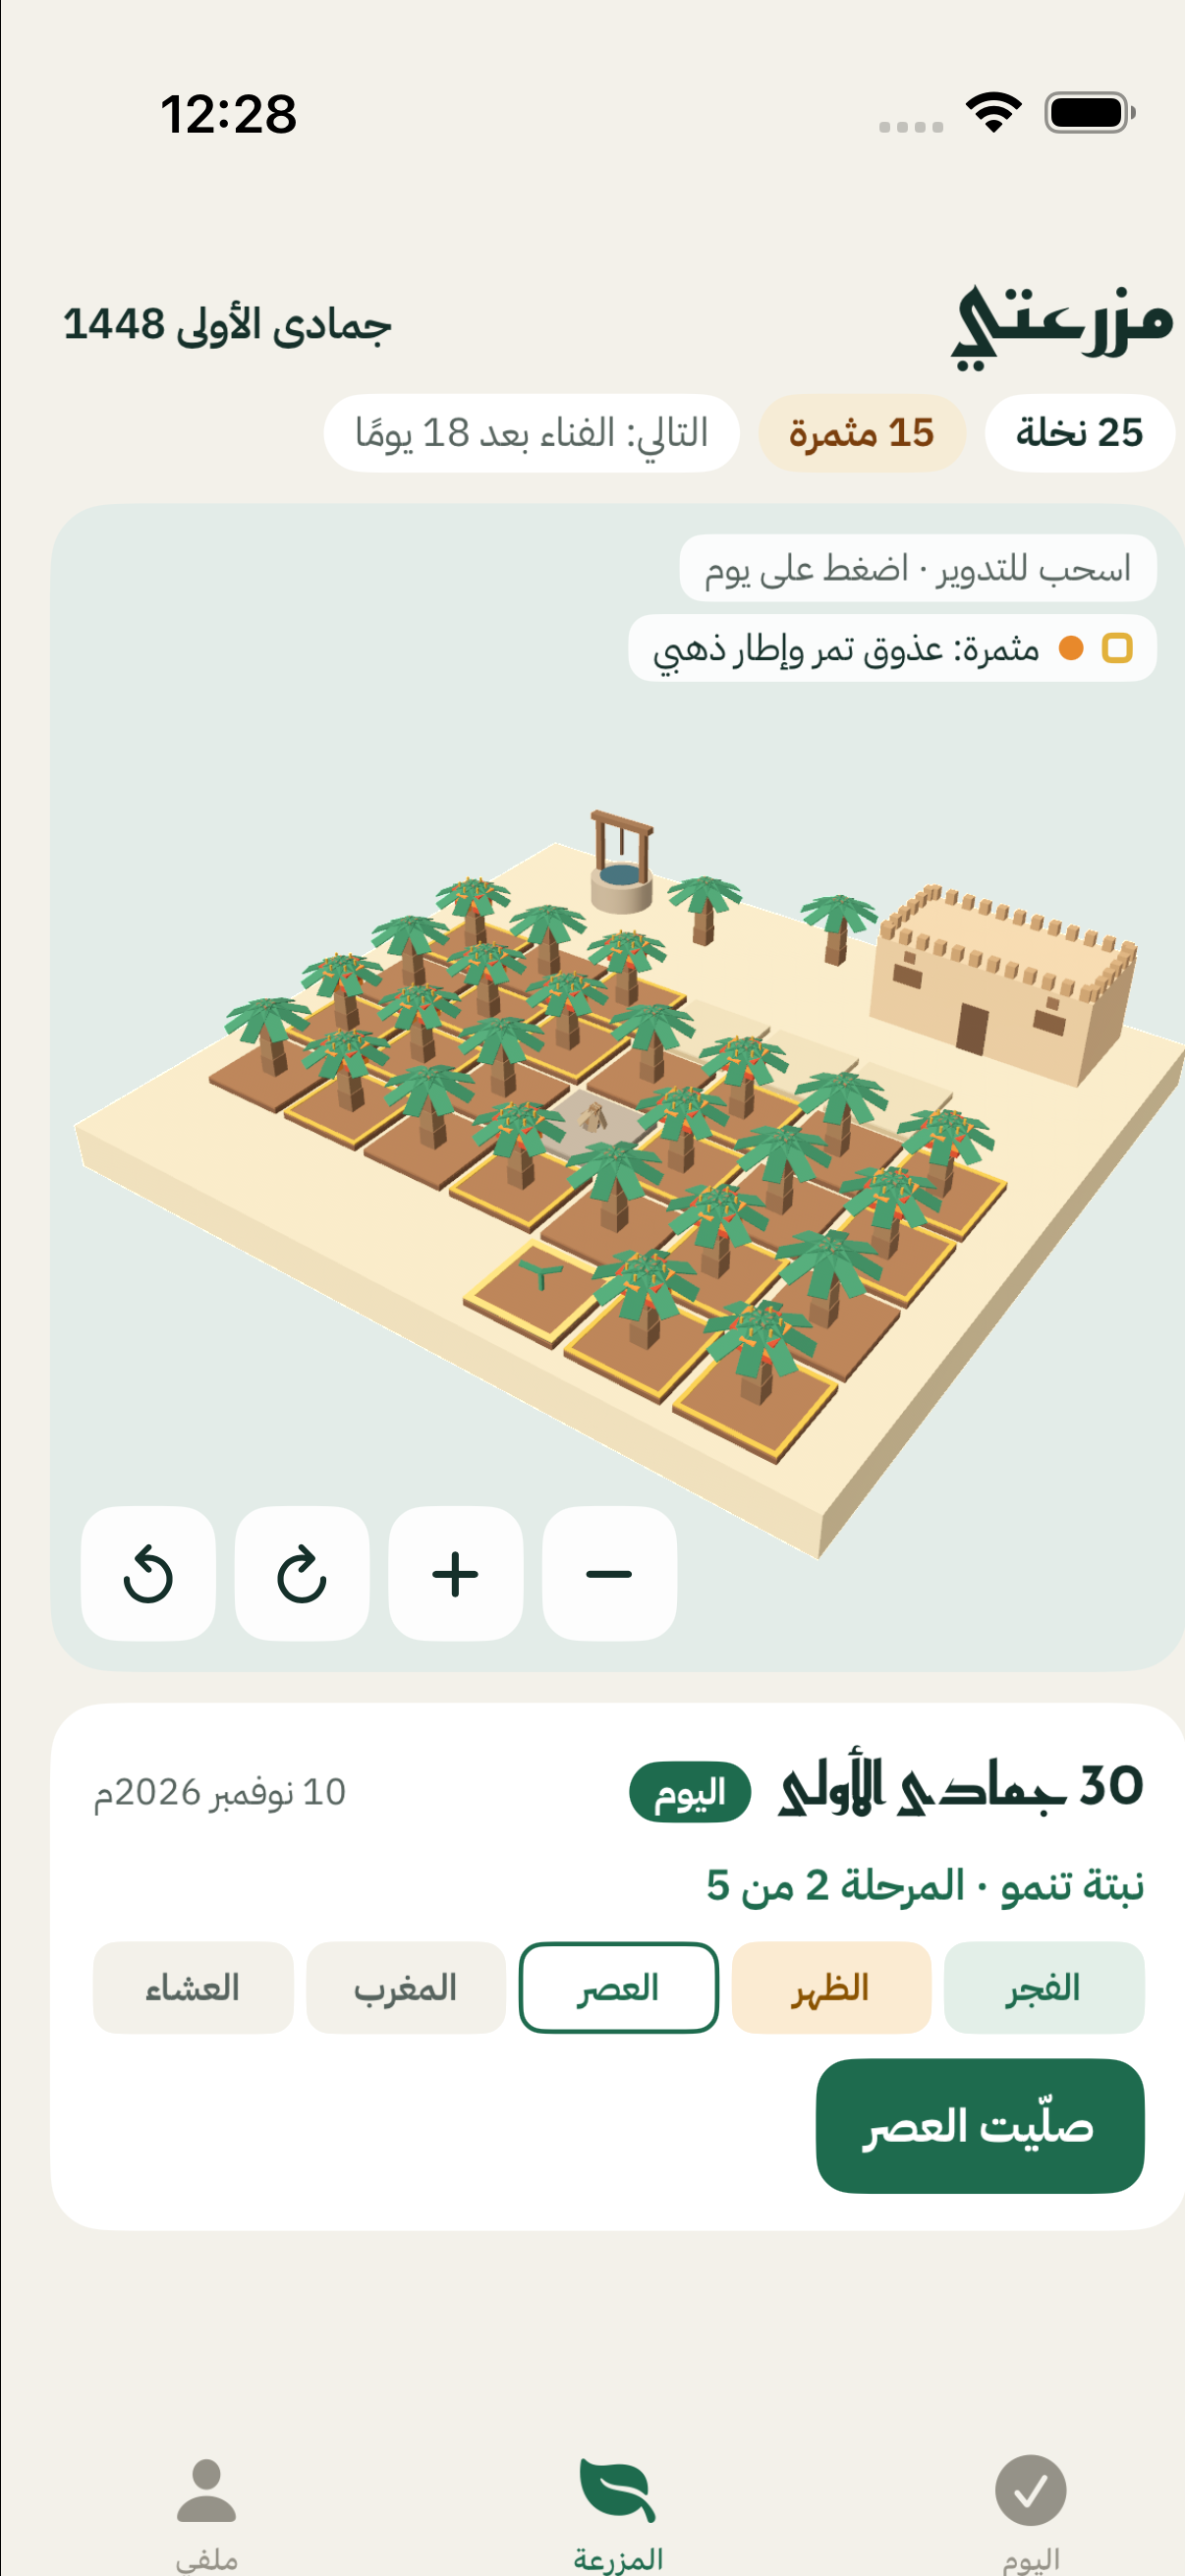 12:28
مزرعتي
جمادى الأولى 1448
25 نخلة
15 مثمرة
التالي: الفناء بعد 18 يومًا
اسحب للتدوير · اضغط على يوم
مثمرة: عذوق تمر وإطار ذهبي
30 جمادى الأولى
اليوم
10 نوفمبر 2026م
نبتة تنمو · المرحلة 2 من 5
الفجر
الظهر
العصر
المغرب
العشاء
صلّيت العصر
اليوم
المزرعة
ملفي